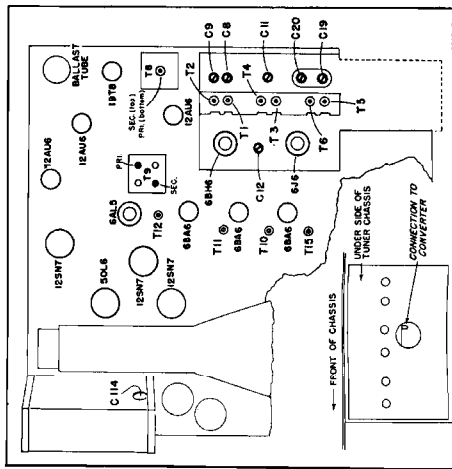 BALLAST
TUBE
19T8
T8
SEC.(top)
PRI.(bottom)
12AU6
12AU6
12AU6
PRI.
T9
SEC.
6AL5
T12
12SN7
50L6
12SN7
12SN7
6BA6
6BA6
6BA6
T11
T10
T15
C9
C8
C11
C20
C19
T2
T1
T4
T3
T6
T5
6BH6
C12
6J6
C114
FRONT OF CHASSIS
UNDER SIDE OF
TUNER CHASSIS
CONNECTION TO
CONVERTER